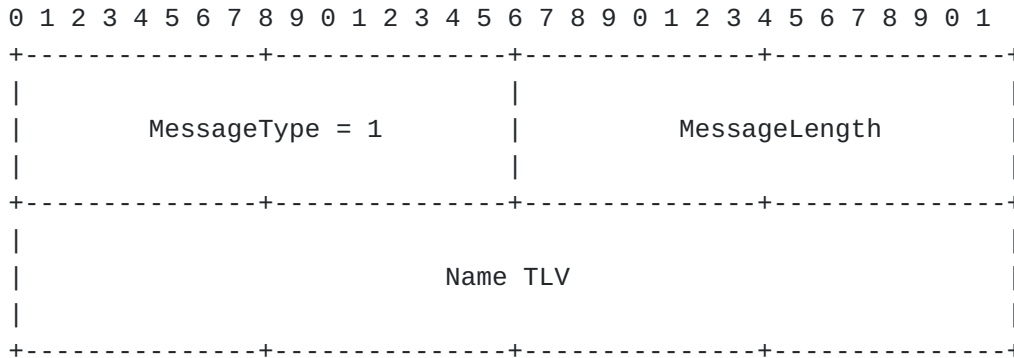 0 1 2 3 4 5 6 7 8 9 0 1 2 3 4 5 6 7 8 9 0 1 2 3 4 5 6 7 8 9 0 1
+---------------+---------------+---------------+---------------+
|                               |                               |
|        MessageType = 1        |          MessageLength        |
|                               |                               |
+---------------+---------------+---------------+---------------+
|                                                               |
|                           Name TLV                            |
|                                                               |
+---------------+---------------+---------------+---------------+